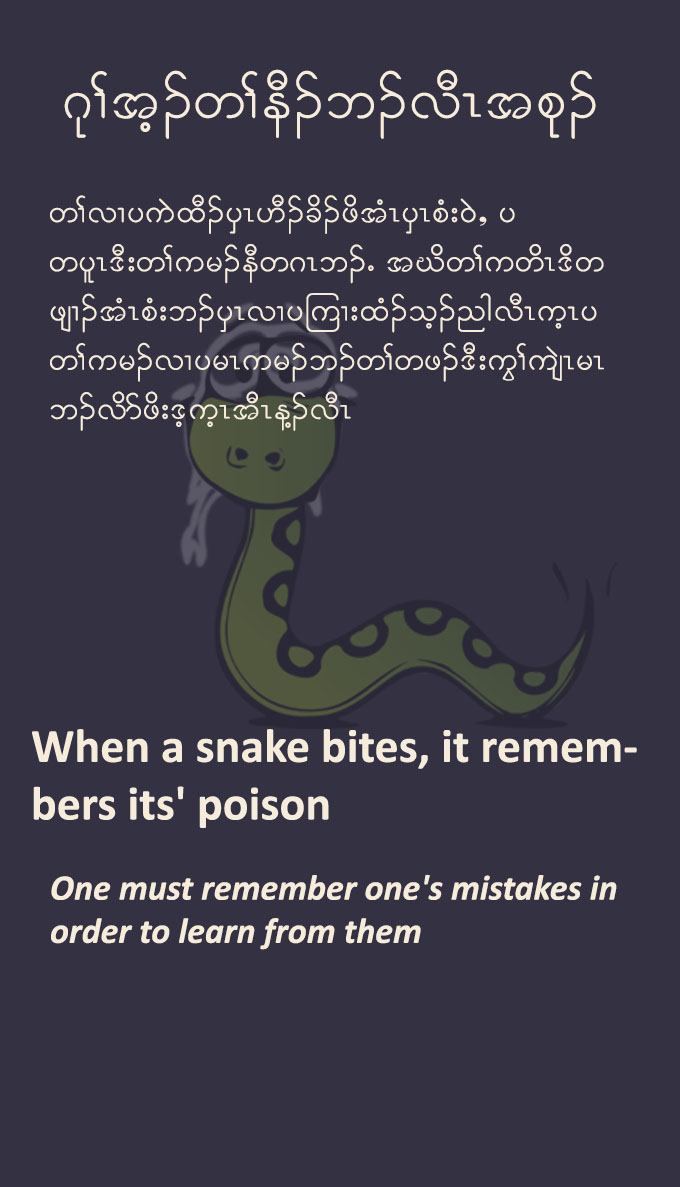 ဂုၢ်အ့ၣ်တၢ်နီၣ်ဘၣ်လီၤအစုၣ်
တၢ်လၢပကဲထီၣ်ပှၤဟီၣ်ခိၣ်ဖိအံၤပှၤစံးဝဲ, ပ
တပူၤဒီးတၢ်ကမၣ်နီတဂၤဘၣ်. အဃိတၢ်ကတိၤဒိတ
ဖျၢၣ်အံၤစံးဘၣ်ပှၤလၢပကြၢးထံၣ်သ့ၣ်ညါလီၤက့ၤပ
တၢ်ကမၣ်လၢပမၤကမၣ်ဘၣ်တၢ်တဖၣ်ဒီးကွၢ်ကျဲၤမၤ
ဘၣ်လိာ်ဖိးဒ့က့ၤအီၤန့ၣ်လီၤ
When a snake bites, it remem-
bers its' poison
One must remember one's mistakes in
order to learn from them